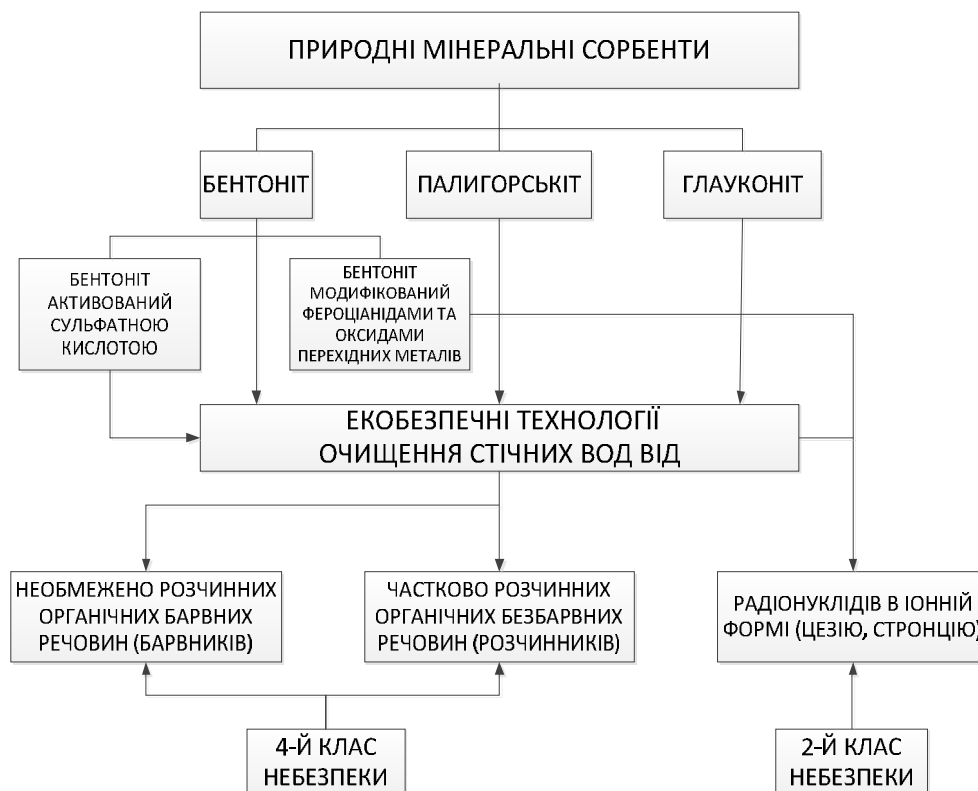 ПРИРОДНІ МІНЕРАЛЬНІ СОРБЕНТИ
БЕНТОНІТ
ПАЛИГОРСЬКІТ
ГЛАУКОНІТ
БЕНТОНІТ
АКТИВОВАНИЙ
СУЛЬФАТНОЮ
КИСЛОТОЮ
БЕНТОНІТ
МОДИФІКОВАНИЙ
ФЕРОЦІАНІДАМИ ТА
ОКСИДАМИ
ПЕРЕХІДНИХ МЕТАЛІВ
ЕКОБЕЗПЕЧНІ ТЕХНОЛОГІЇ
ОЧИЩЕННЯ СТІЧНИХ ВОД ВІД
НЕОБМЕЖЕНО РОЗЧИННИХ
ОРГАНІЧНИХ БАРВНИХ
РЕЧОВИН (БАРВНИКІВ)
ЧАСТКОВО РОЗЧИННИХ
ОРГАНІЧНИХ БЕЗБАРВНИХ
РЕЧОВИН (РОЗЧИННИКІВ)
РАДІОНУКЛІДІВ В ІОННІЙ
ФОРМІ (ЦЕЗІЮ, СТРОНЦІЮ)
4-Й КЛАС
НЕБЕЗПЕКИ
2-Й КЛАС
НЕБЕЗПЕКИ